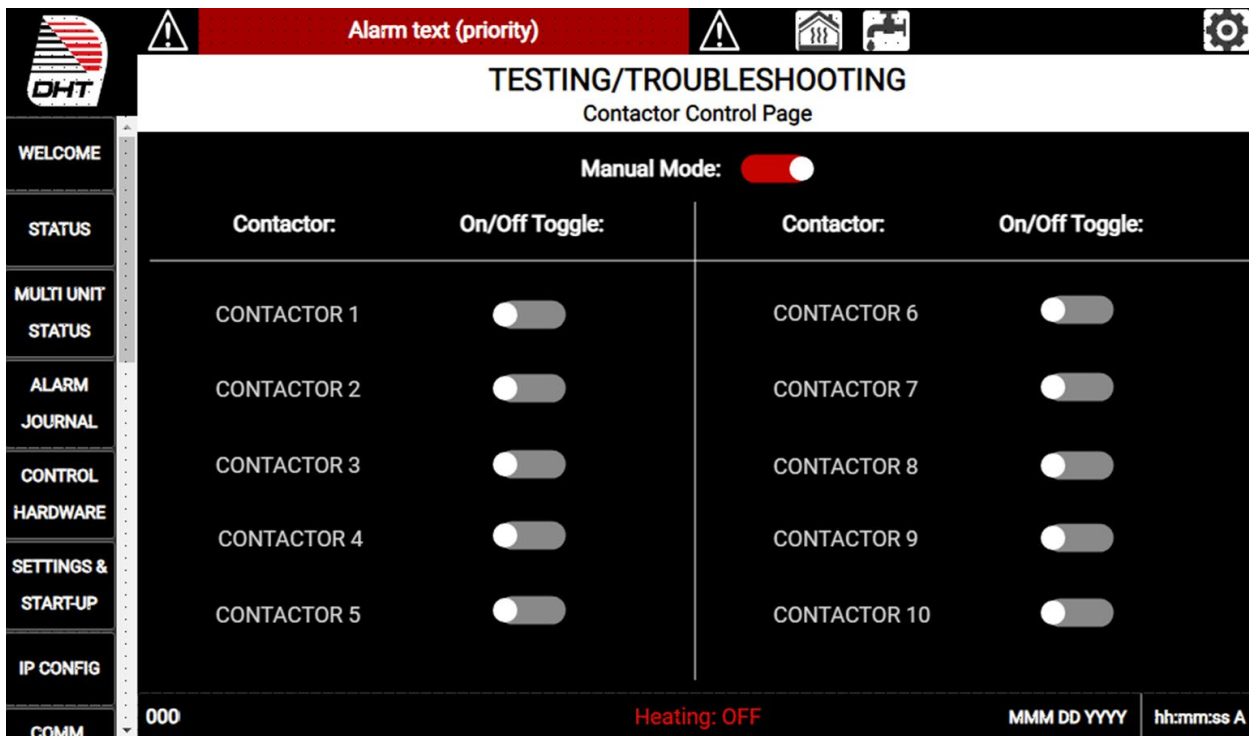 Alarm text (priority)
DHT
TESTING/TROUBLESHOOTING
Contactor Control Page
WELCOME
STATUS
MULTI UNIT
STATUS
ALARM
JOURNAL
CONTROL
HARDWARE
SETTINGS &
START-UP
IP CONFIG
COMM
Manual Mode:
Contactor: On/Off Toggle: Contactor: On/Off Toggle:
CONTACTOR 1 CONTACTOR 6
CONTACTOR 2 CONTACTOR 7
CONTACTOR 3 CONTACTOR 8
CONTACTOR 4 CONTACTOR 9
CONTACTOR 5 CONTACTOR 10
000 Heating: OFF MMM DD YYYY hh:mm:ss A